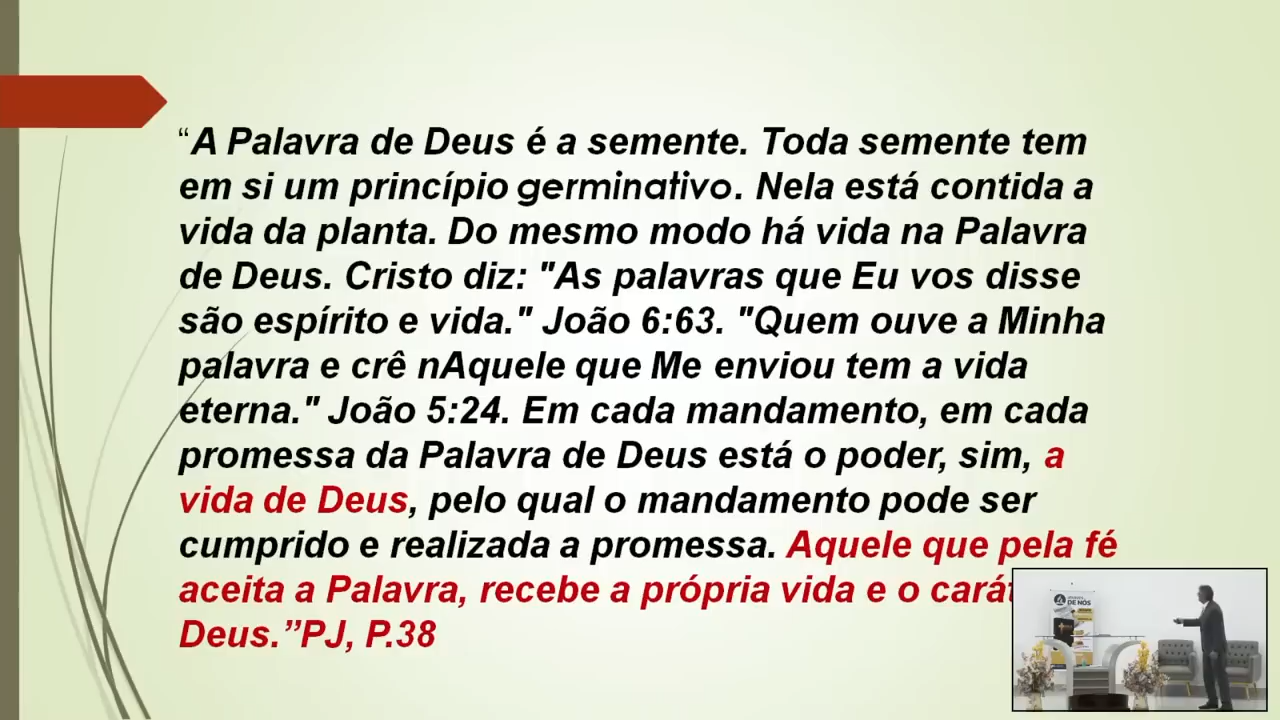 “A Palavra de Deus é a semente. Toda semente tem
em si um princípio germinativo. Nela está contida a
vida da planta. Do mesmo modo há vida na Palavra
de Deus. Cristo diz: "As palavras que Eu vos disse
são espírito e vida." João 6:63. "Quem ouve a Minha
palavra e crê nAquele que Me enviou tem a vida
eterna." João 5:24. Em cada mandamento, em cada
promessa da Palavra de Deus está o poder, sim, a
vida de Deus, pelo qual o mandamento pode ser
cumprido e realizada a promessa. Aquele que pela fé
aceita a Palavra, recebe a própria vida e o carát
Deus.”PJ, P.38
DE NÓS